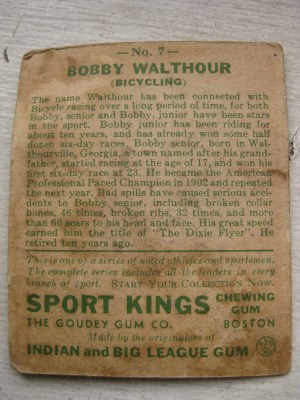 — No. 7 —
BOBBY WALTHOUR
(BICYCLING)
The name Walthour has been connected with
Bicycle racing over a long period of time, for both
Bobby, senior and Bobby, junior have been stars
in the sport. Bobby junior has been riding for
about ten years, and has already won some half
dozen six-day races. Bobby senior, born in Wal-
thourville, Georgia, a town named after his grand-
father, started racing at the age of 17, and won his
first six-day race at 23. He became the American
Professional Paced Champion in 1902 and repeated
the next year. Bad spills have caused serious acci-
dents to Bobby senior, including broken collar
bones, 46 times, broken ribs, 32 times, and more
than 60 scars to his head and face. His great speed
earned him the title of "The Dixie Flyer". He
retired ten years ago.
This is one of a series of noted athletes and sportsmen.
The complete series includes all the leaders in every
branch of sport. START YOUR COLLECTION NOW.
SPORT KINGS CHEWING GUM
THE GOUDEY GUM CO. BOSTON
Made by the originators of
INDIAN and BIG LEAGUE GUM